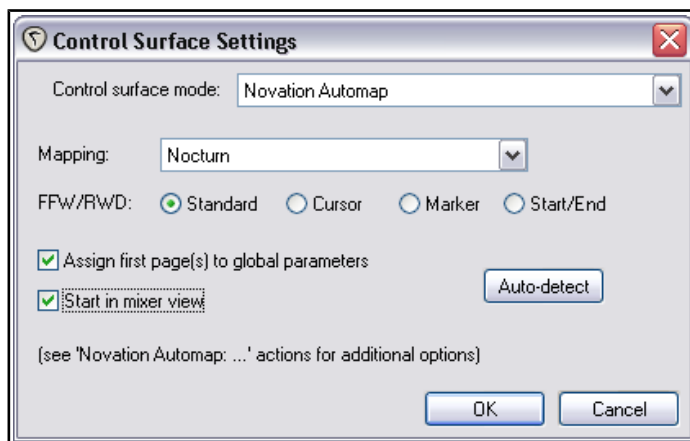 Control Surface Settings
Control surface mode: Novation Automap
Mapping: Nocturn
FFW/RWD: Standard Cursor Marker Start/End
Assign first page(s) to global parameters
Auto-detect
Start in mixer view
(see 'Novation Automap: ...' actions for additional options)
OK Cancel